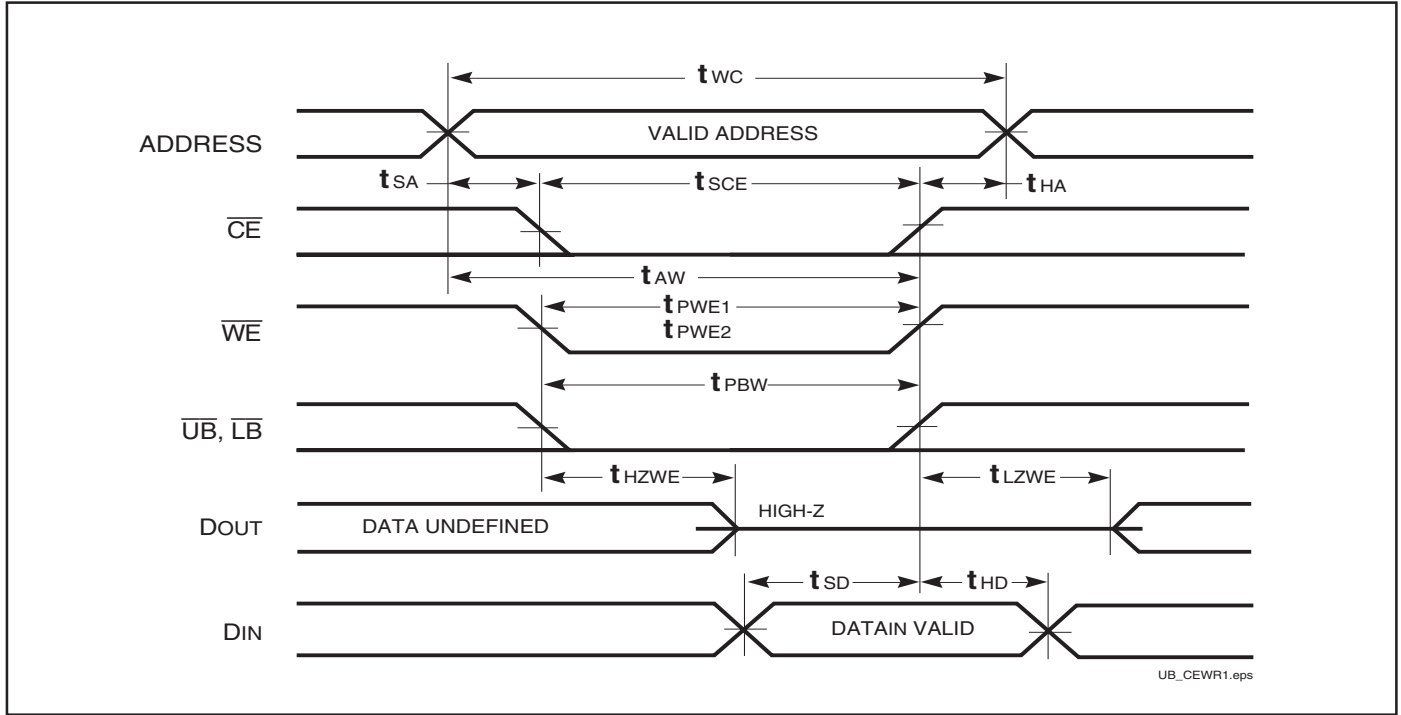 tWC
ADDRESS
VALID ADDRESS
tSA
tSCE
tHA
CE
tAW
tPWE1
WE
tPWE2
tPBW
UB, LB
tHZWE
tLZWE
DOUT
DATA UNDEFINED
HIGH-Z
tSD
tHD
DIN
DATAIN VALID
UB_CEWR1.eps